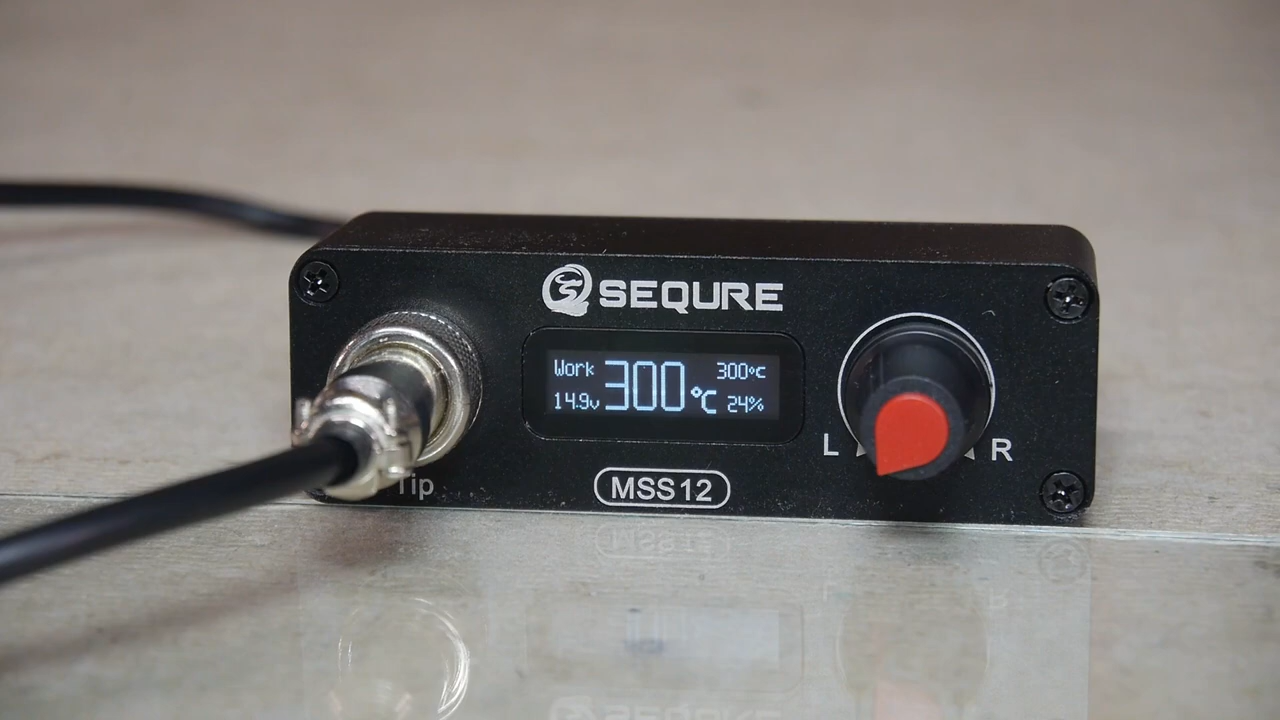 SEQURE
Work 300℃ 300℃
14.9v 24%
L R
Tip
MSS12